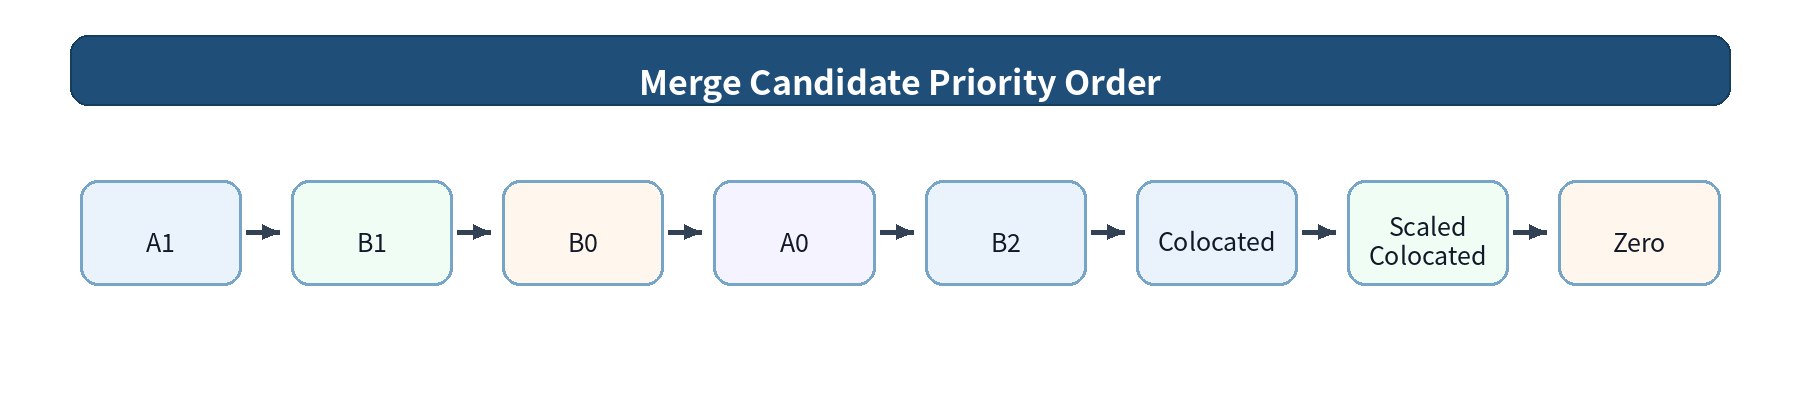 Merge Candidate Priority Order
A1
B1
B0
A0
B2
Colocated
Scaled
Colocated
Zero